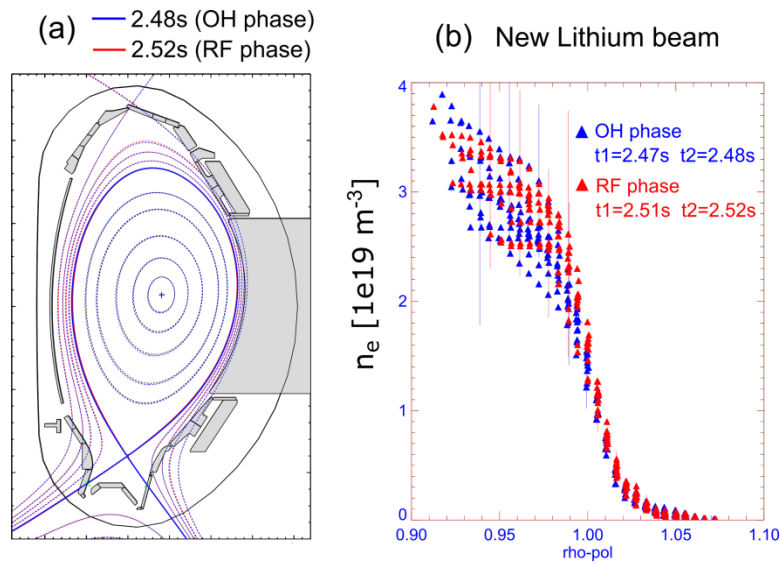 (a)
2.48s (OH phase)
2.52s (RF phase)
(b) New Lithium beam
n_e [1e19 m^-3]
4
3
2
1
0
OH phase
t1=2.47s t2=2.48s
RF phase
t1=2.51s t2=2.52s
0.90 0.95 1.00 1.05 1.10
rho-pol